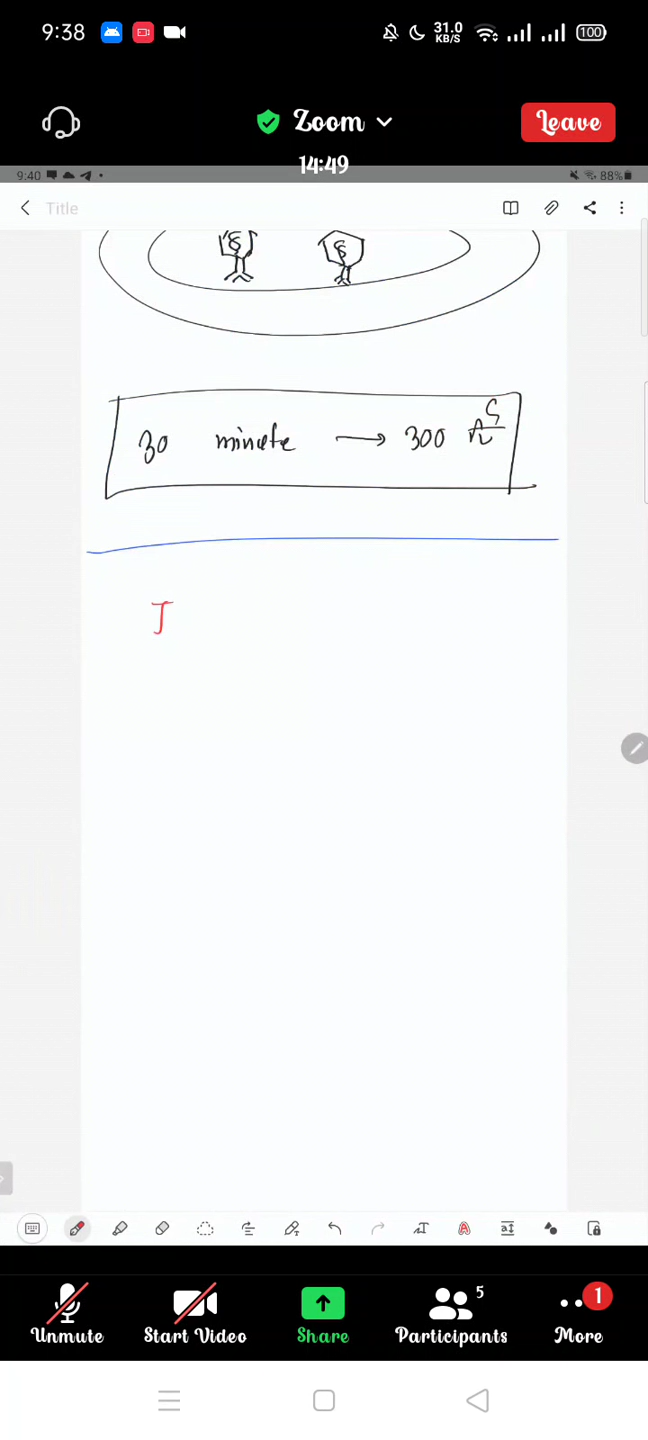 9:38 31.0 KB/S 100
Zoom Leave
14:49
9:40 88%
Title
30 minute → 300
I
Unmute Start Video Share Participants 5 More 1